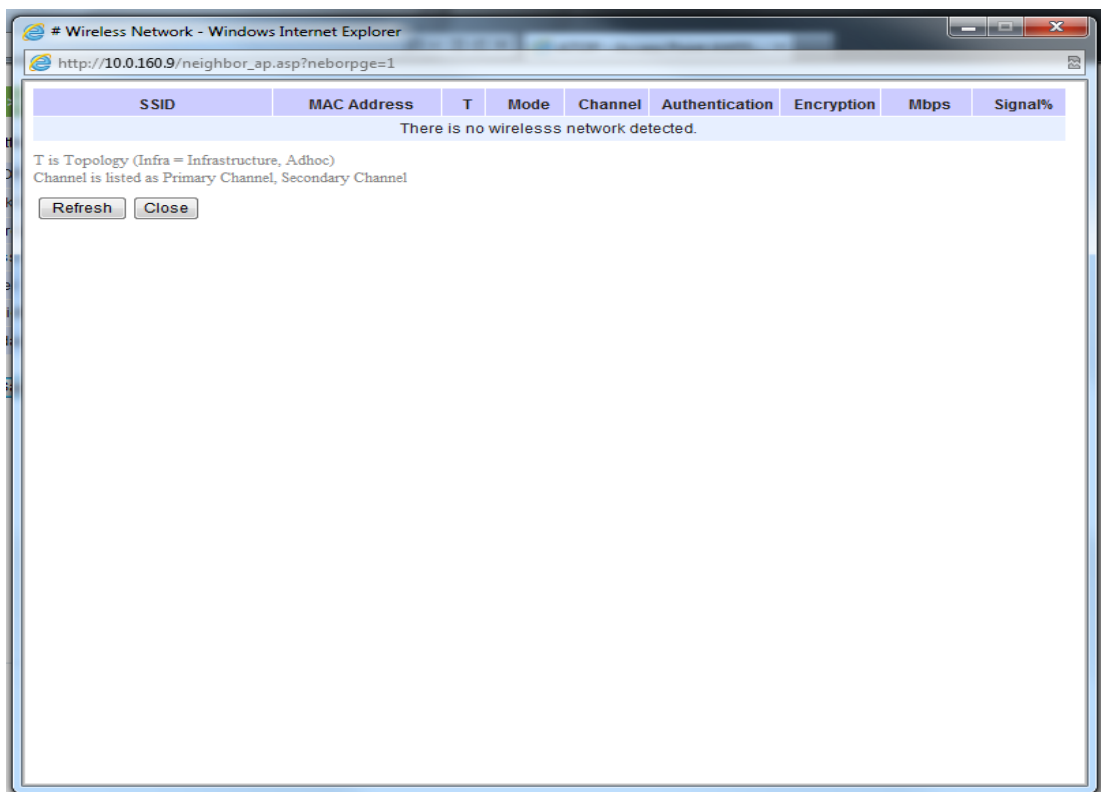 # Wireless Network - Windows Internet Explorer
http://10.0.160.9/neighbor_ap.asp?neborpge=1
SSID MAC Address T Mode Channel Authentication Encryption Mbps Signal%
There is no wirelesss network detected.
T is Topology (Infra = Infrastructure, Adhoc)
Channel is listed as Primary Channel, Secondary Channel
Refresh Close